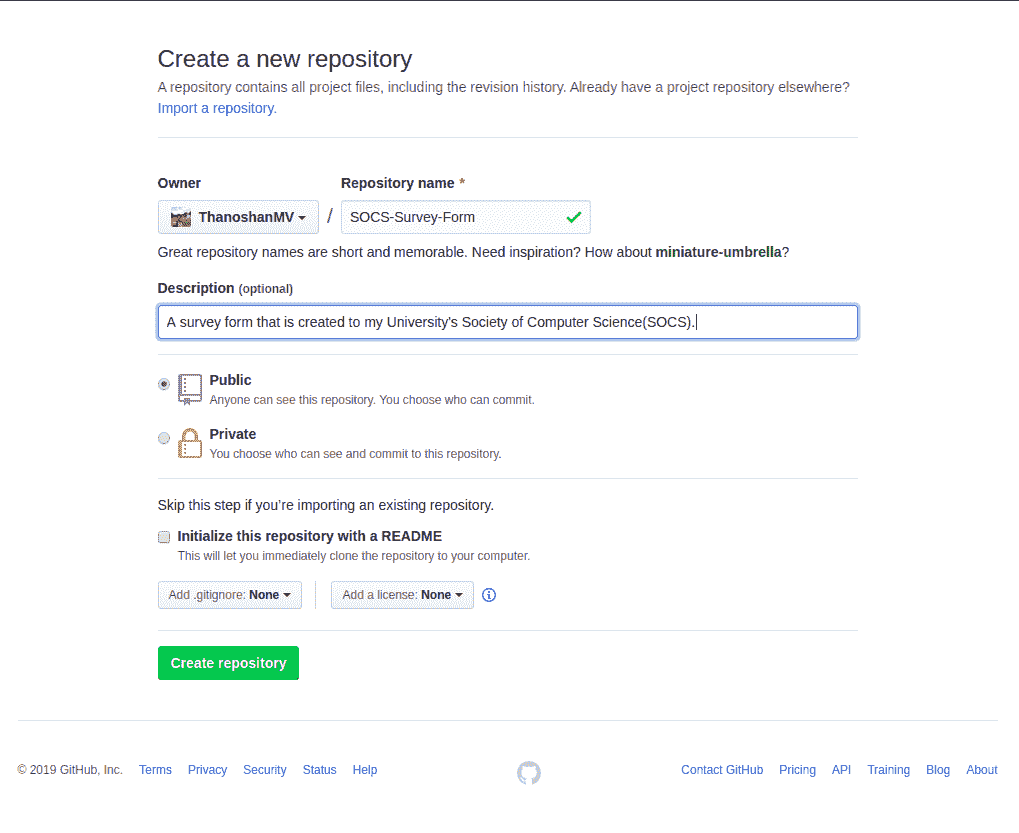 Create a new repository
A repository contains all project files, including the revision history. Already have a project repository elsewhere?
Import a repository.
Owner Repository name *
ThanoshanMV / SOCS-Survey-Form
Great repository names are short and memorable. Need inspiration? How about miniature-umbrella?
Description (optional)
A survey form that is created to my University's Society of Computer Science(SOCS).
Public
Anyone can see this repository. You choose who can commit.
Private
You choose who can see and commit to this repository.
Skip this step if you’re importing an existing repository.
Initialize this repository with a README
This will let you immediately clone the repository to your computer.
Add .gitignore: None Add a license: None
Create repository
© 2019 GitHub, Inc. Terms Privacy Security Status Help Contact GitHub Pricing API Training Blog About